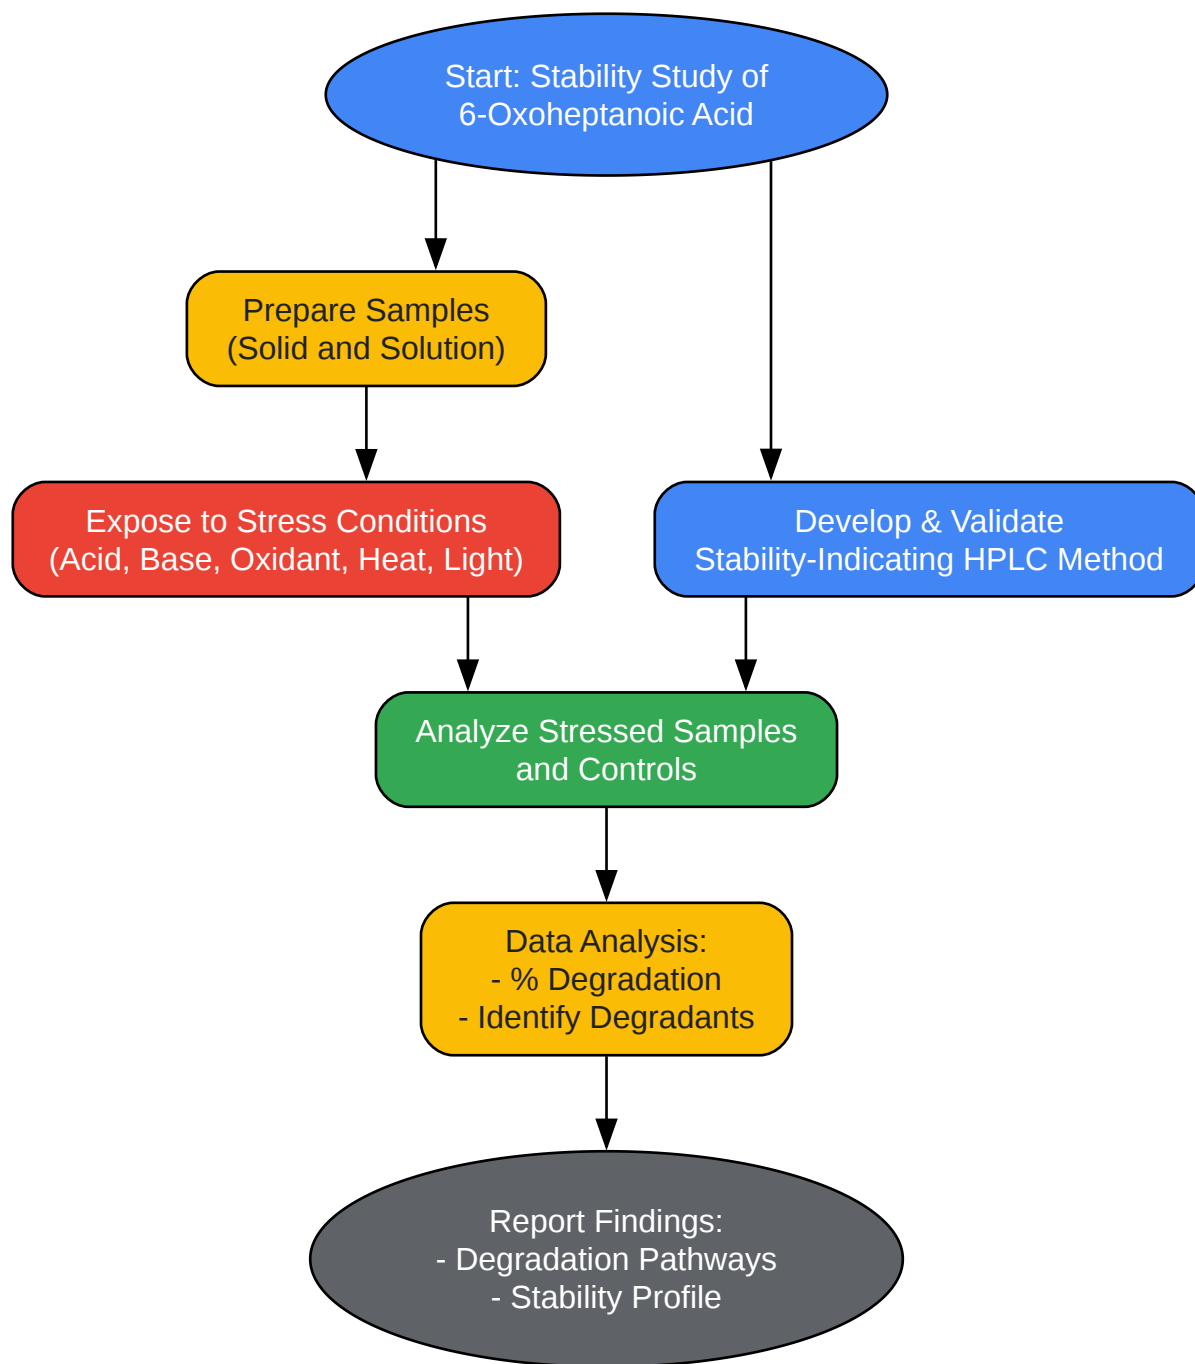 Start: Stability Study of
6-Oxoheptanoic Acid
Prepare Samples
(Solid and Solution)
Expose to Stress Conditions
(Acid, Base, Oxidant, Heat, Light)
Develop & Validate
Stability-Indicating HPLC Method
Analyze Stressed Samples
and Controls
Data Analysis:
- % Degradation
- Identify Degradants
Report Findings:
- Degradation Pathways
- Stability Profile